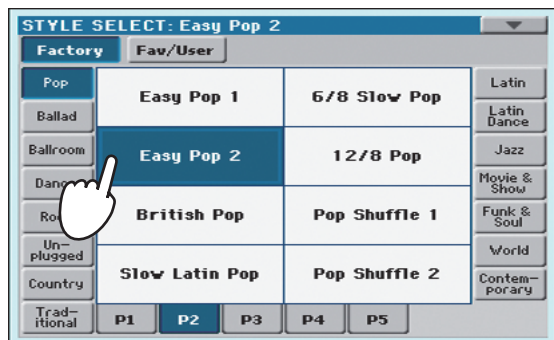 STYLE SELECT: Easy Pop 2
Factory
Fav/User
Pop
Ballad
Ballroom
Un-
plugged
Country
Trad-
itional
Easy Pop 1
6/8 Slow Pop
Easy Pop 2
12/8 Pop
British Pop
Pop Shuffle 1
Slow Latin Pop
Pop Shuffle 2
Latin
Latin
Dance
Jazz
Movie &
Show
Funk &
Soul
World
Contem-
porary
P1
P2
P3
P4
P5